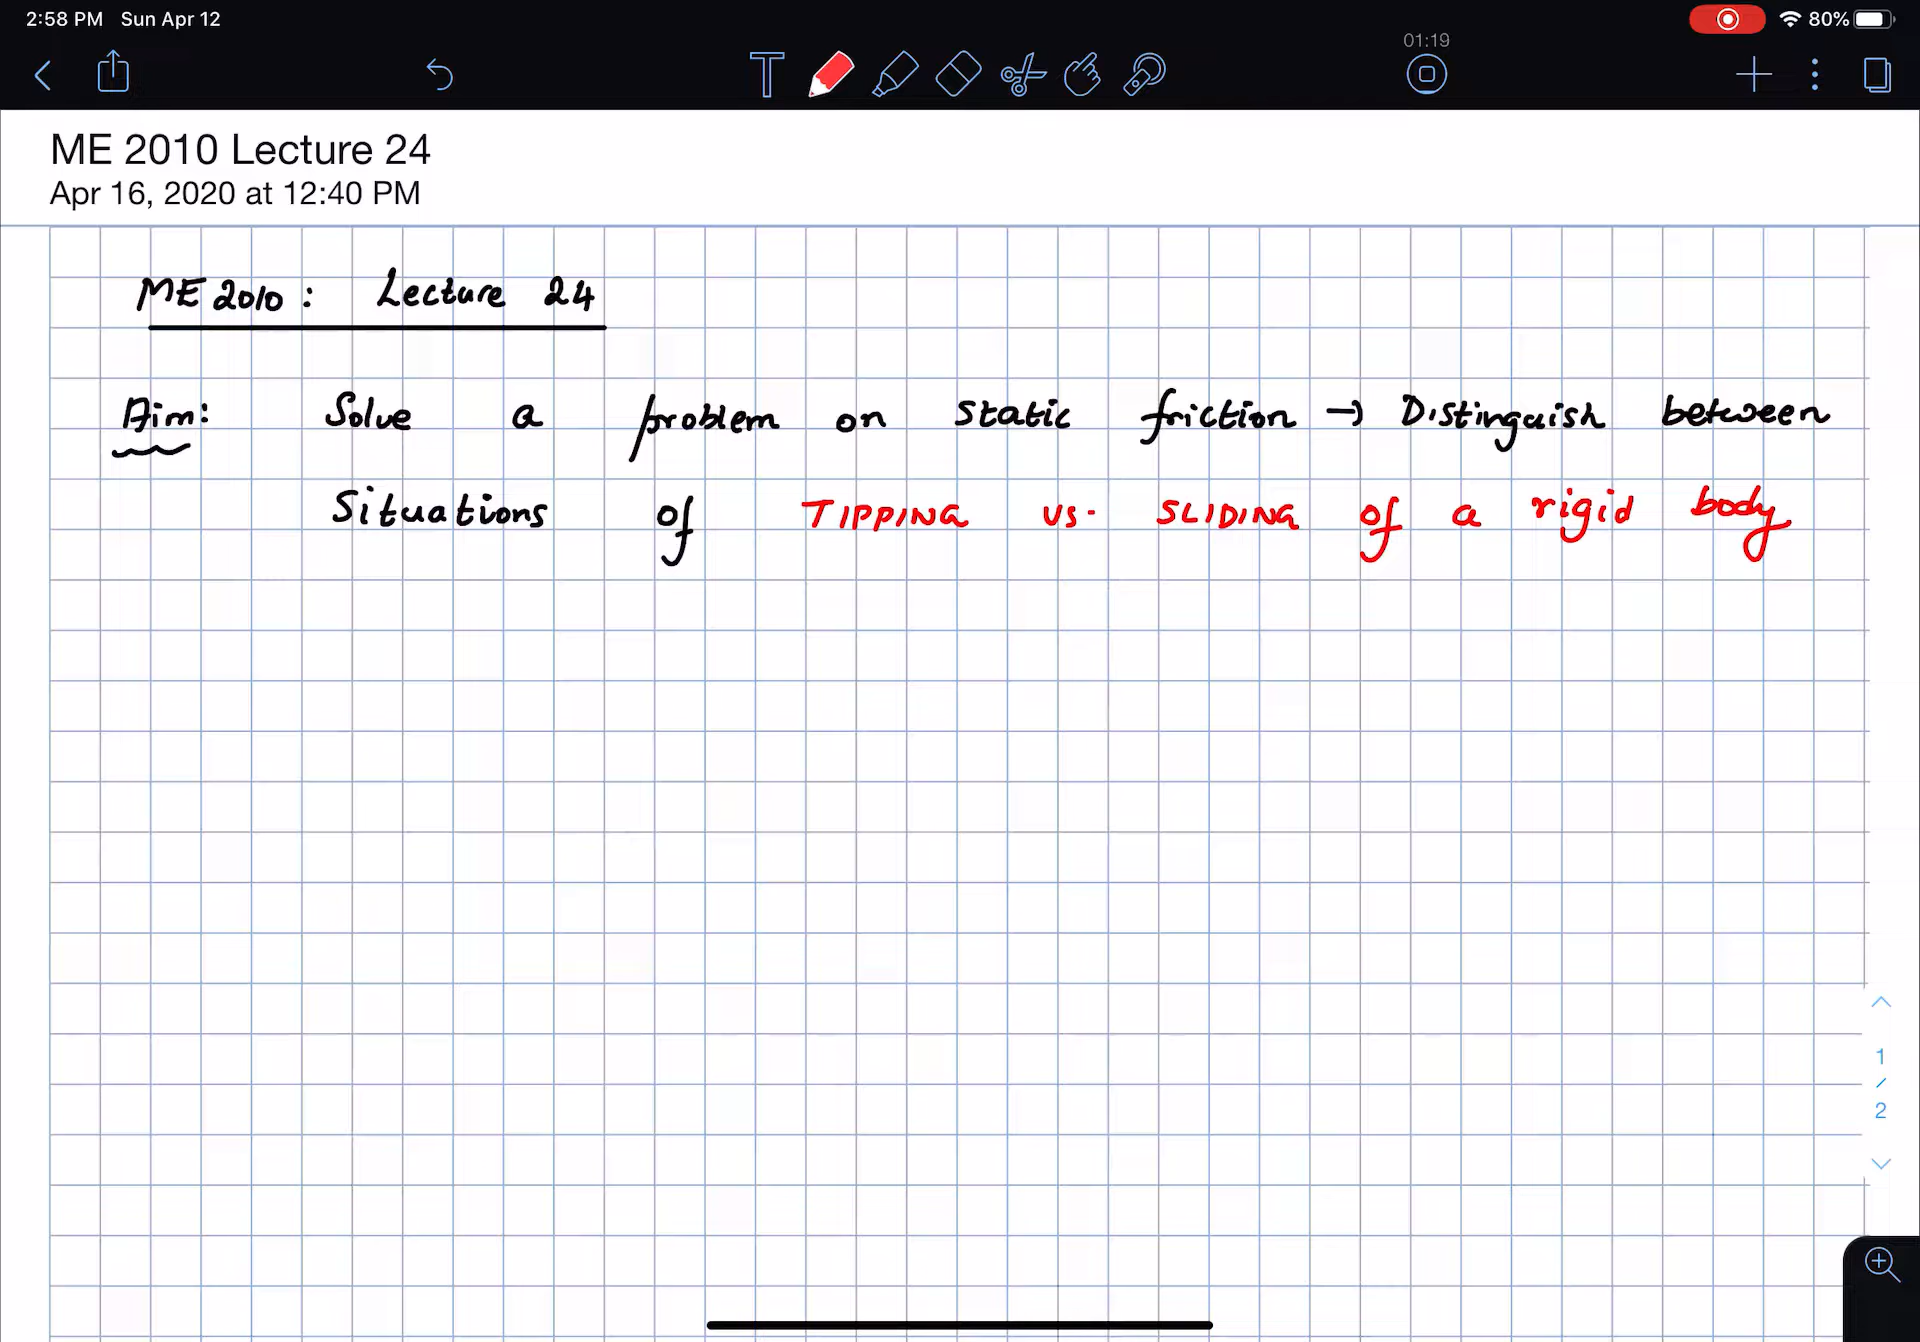 2:58 PM Sun Apr 12
80%
01:19
ME 2010 Lecture 24
Apr 16, 2020 at 12:40 PM
ME 2010: Lecture 24
Aim: Solve a problem on static friction → Distinguish between
Situations of TIPPING vs. SLIDING of a rigid body
1
/
2